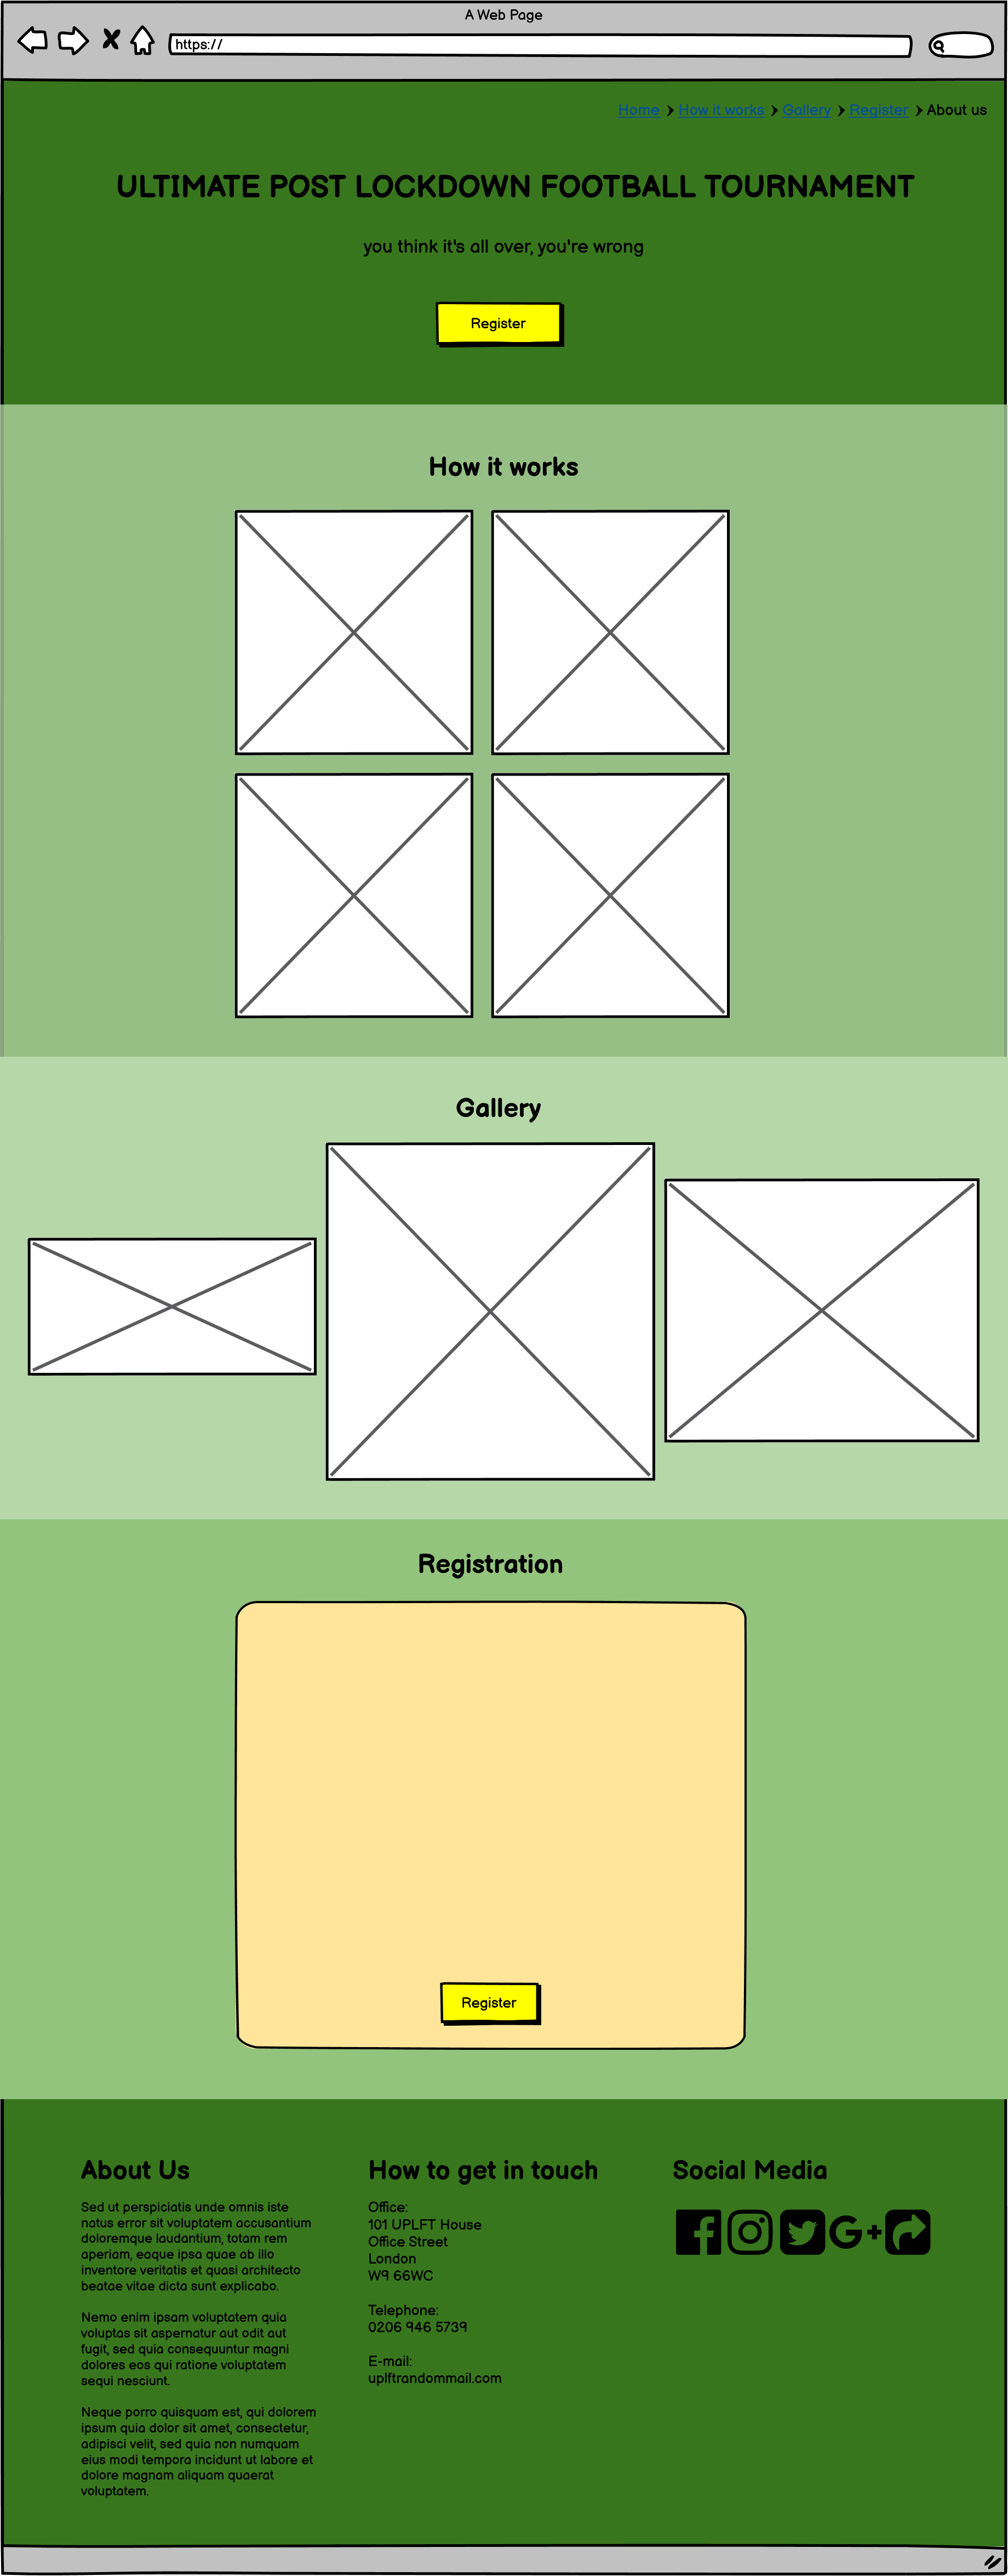 A Web Page
https://
Home How it works Gallery Register About us
ULTIMATE POST LOCKDOWN FOOTBALL TOURNAMENT
you think it's all over, you're wrong
Register
How it works
Gallery
Registration
Register
About Us
Sed ut perspiciatis unde omnis iste
natus error sit voluptatem accusantium
doloremque laudantium, totam rem
aperiam, eaque ipsa quae ab illo
inventore veritatis et quasi architecto
beatae vitae dicta sunt explicabo.
Nemo enim ipsam voluptatem quia
voluptas sit aspernatur aut odit aut
fugit, sed quia consequuntur magni
dolores eos qui ratione voluptatem
sequi nesciunt.
Neque porro quisquam est, qui dolorem
ipsum quia dolor sit amet, consectetur,
adipisci velit, sed quia non numquam
eius modi tempora incidunt ut labore et
dolore magnam aliquam quaerat
voluptatem.
How to get in touch
Office:
101 UPLFT House
Office Street
London
W9 66WC
Telephone:
0206 946 5739
E-mail:
uplftrandommail.com
Social Media
G+